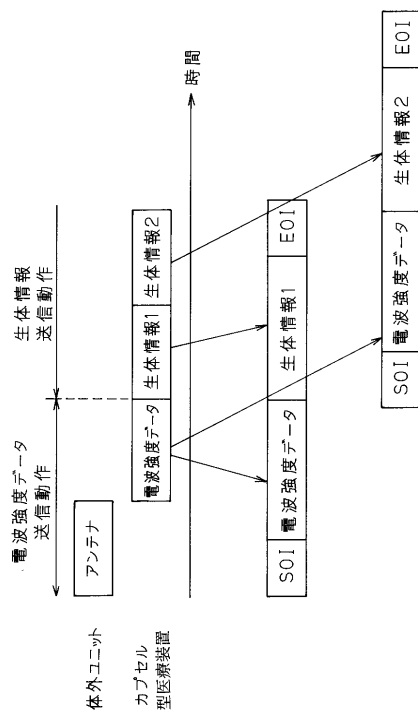 電波強度データ
送信動作
生体情報
送信動作
体外ユニット
アンテナ
カプセル
型医療装置
電波強度データ
生体情報1
生体情報2
時間
SOI
電波強度データ
生体情報1
EOI
SOI
電波強度データ
生体情報2
EOI